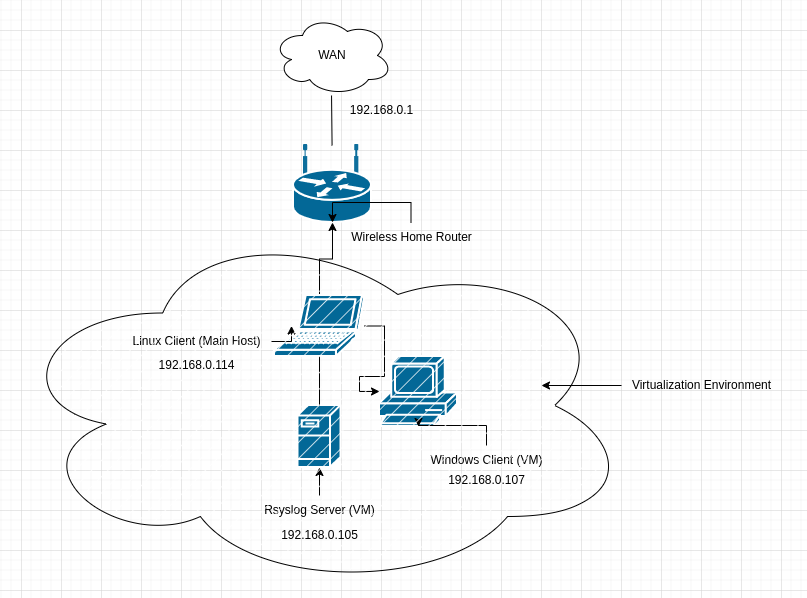 WAN
192.168.0.1
Wireless Home Router
Linux Client (Main Host)
192.168.0.114
Virtualization Environment
Windows Client (VM)
192.168.0.107
Rsyslog Server (VM)
192.168.0.105